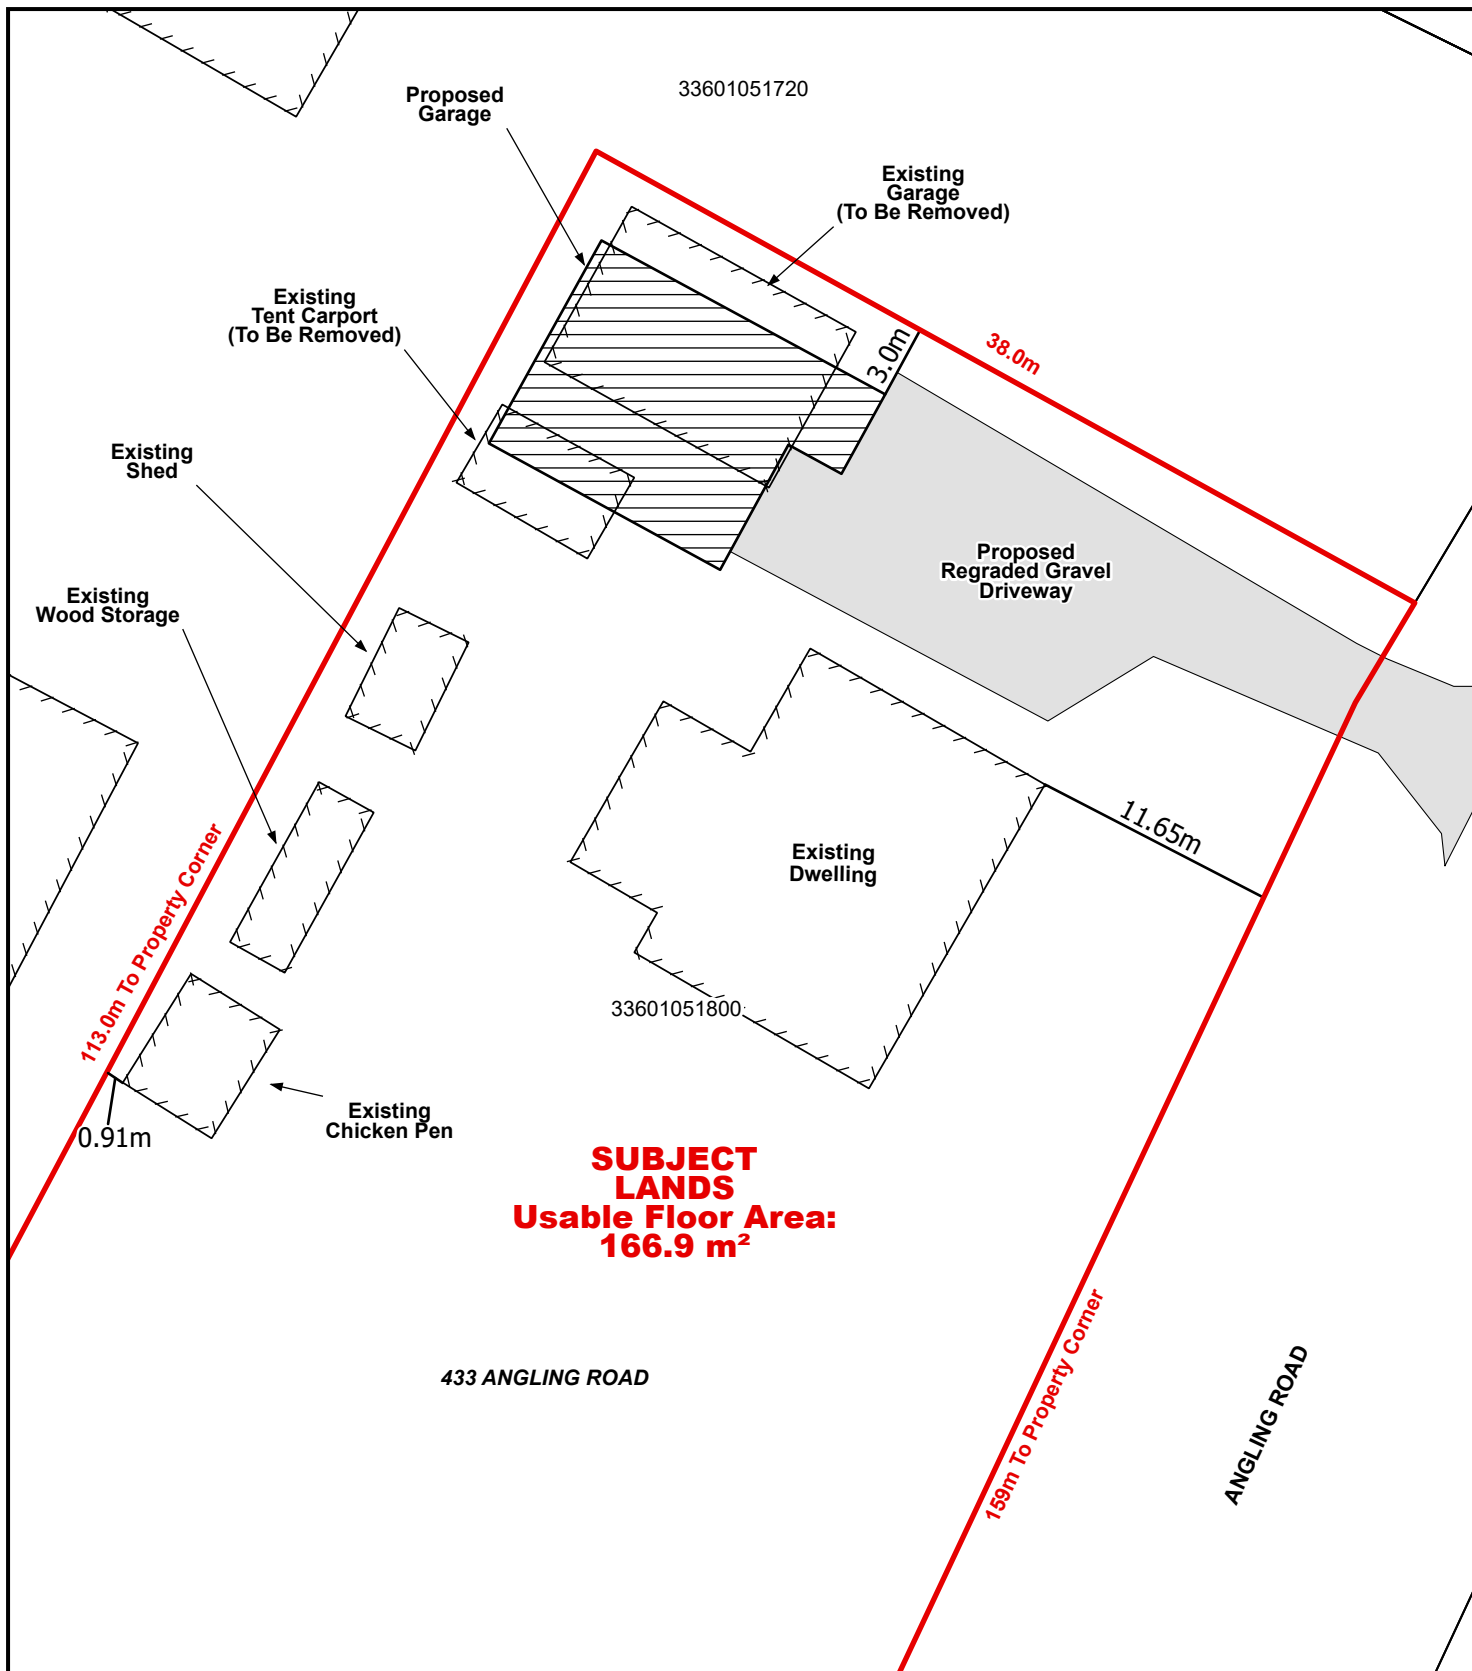 33601051720
Proposed
Garage
Existing
Garage
(To Be Removed)
Existing
Tent Carport
(To Be Removed)
3.0m
38.0m
Existing
Shed
Proposed
Regraded Gravel
Driveway
Existing
Wood Storage
11.65m
Existing
Dwelling
113.0m To Property Corner
33601051800
Existing
Chicken Pen
0.91m
SUBJECT
LANDS
Usable Floor Area:
166.9 m²
433 ANGLING ROAD
159m To Property Corner
ANGLING ROAD